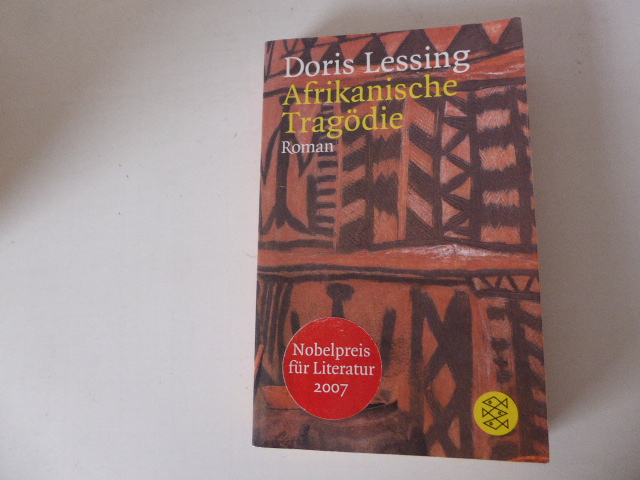 Doris Lessing
Afrikanische
Tragödie
Roman
Nobelpreis
für Literatur
2007